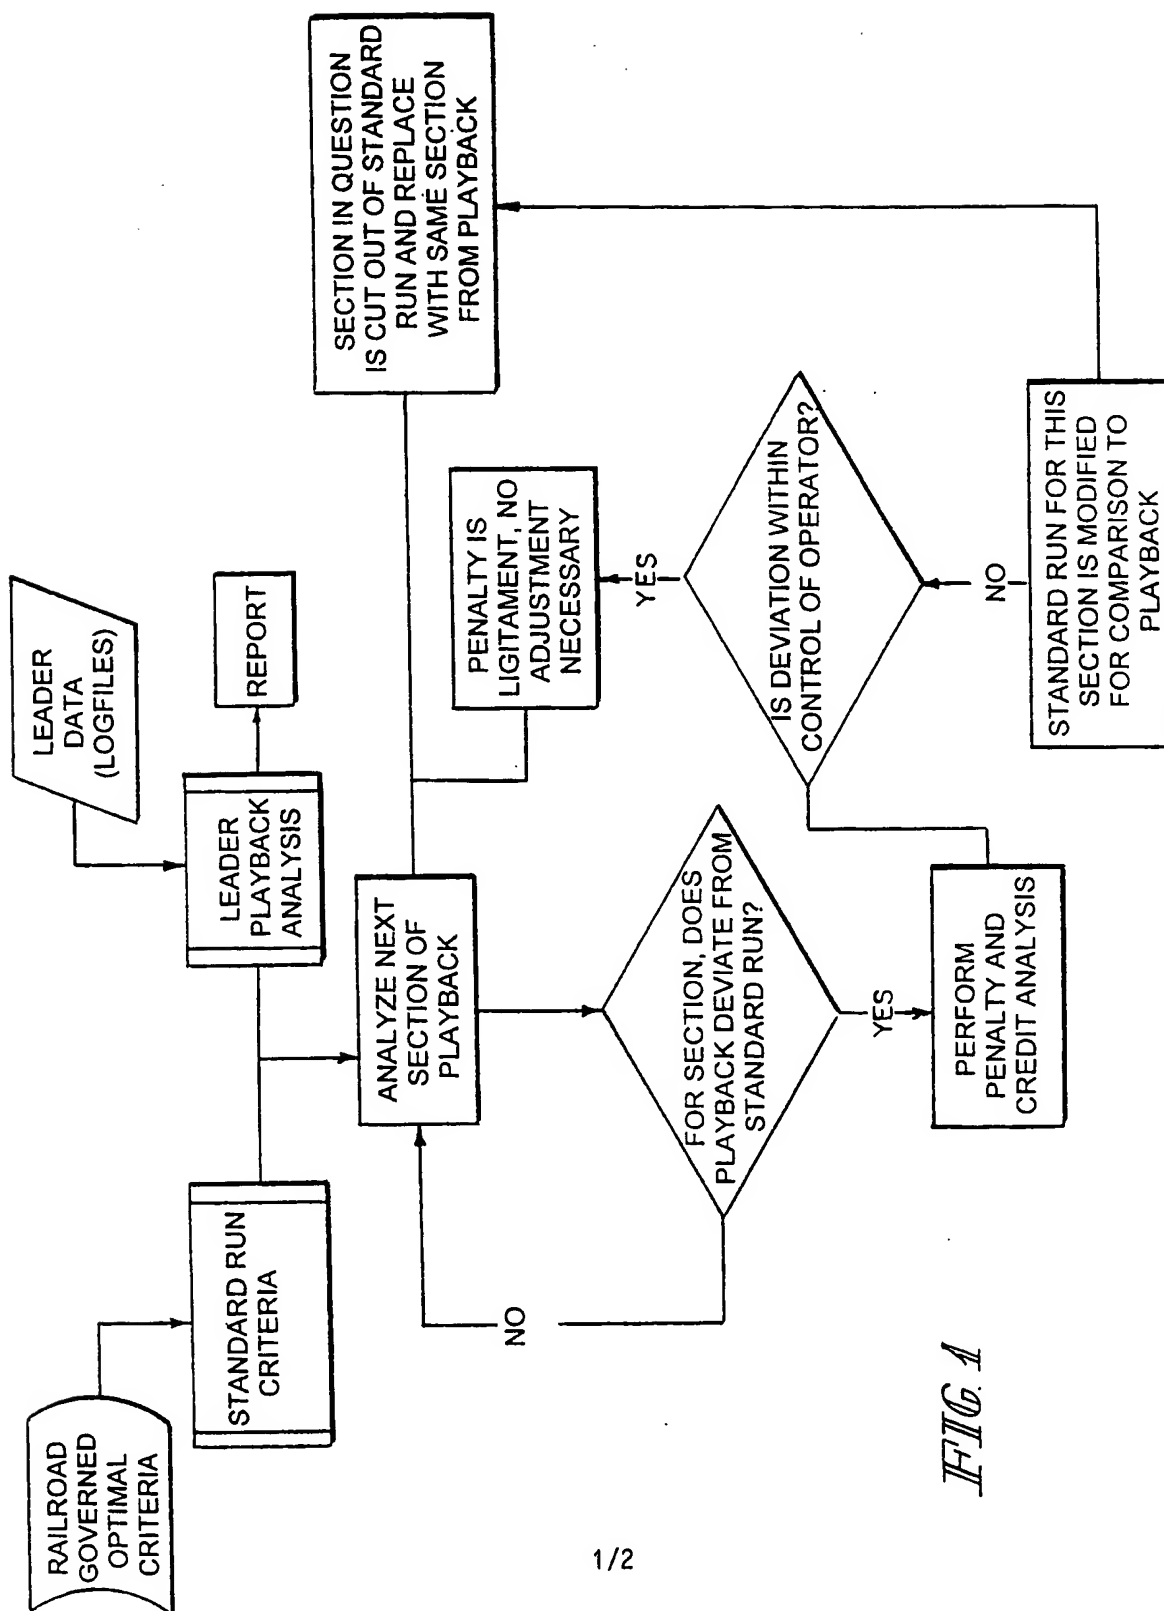 RAILROAD
GOVERNED
OPTIMAL
CRITERIA
STANDARD RUN
CRITERIA
LEADER
DATA
(LOGFILES)
LEADER
PLAYBACK
ANALYSIS
REPORT
ANALYZE NEXT
SECTION OF
PLAYBACK
NO
FOR SECTION, DOES
PLAYBACK DEVIATE FROM
STANDARD RUN?
YES
PERFORM
PENALTY AND
CREDIT ANALYSIS
IS DEVIATION WITHIN
CONTROL OF OPERATOR?
YES
PENALTY IS
LIGITAMENT, NO
ADJUSTMENT
NECESSARY
NO
STANDARD RUN FOR THIS
SECTION IS MODIFIED
FOR COMPARISON TO
PLAYBACK
SECTION IN QUESTION
IS CUT OUT OF STANDARD
RUN AND REPLACE
WITH SAME SECTION
FROM PLAYBACK
FIG. 1
1/2